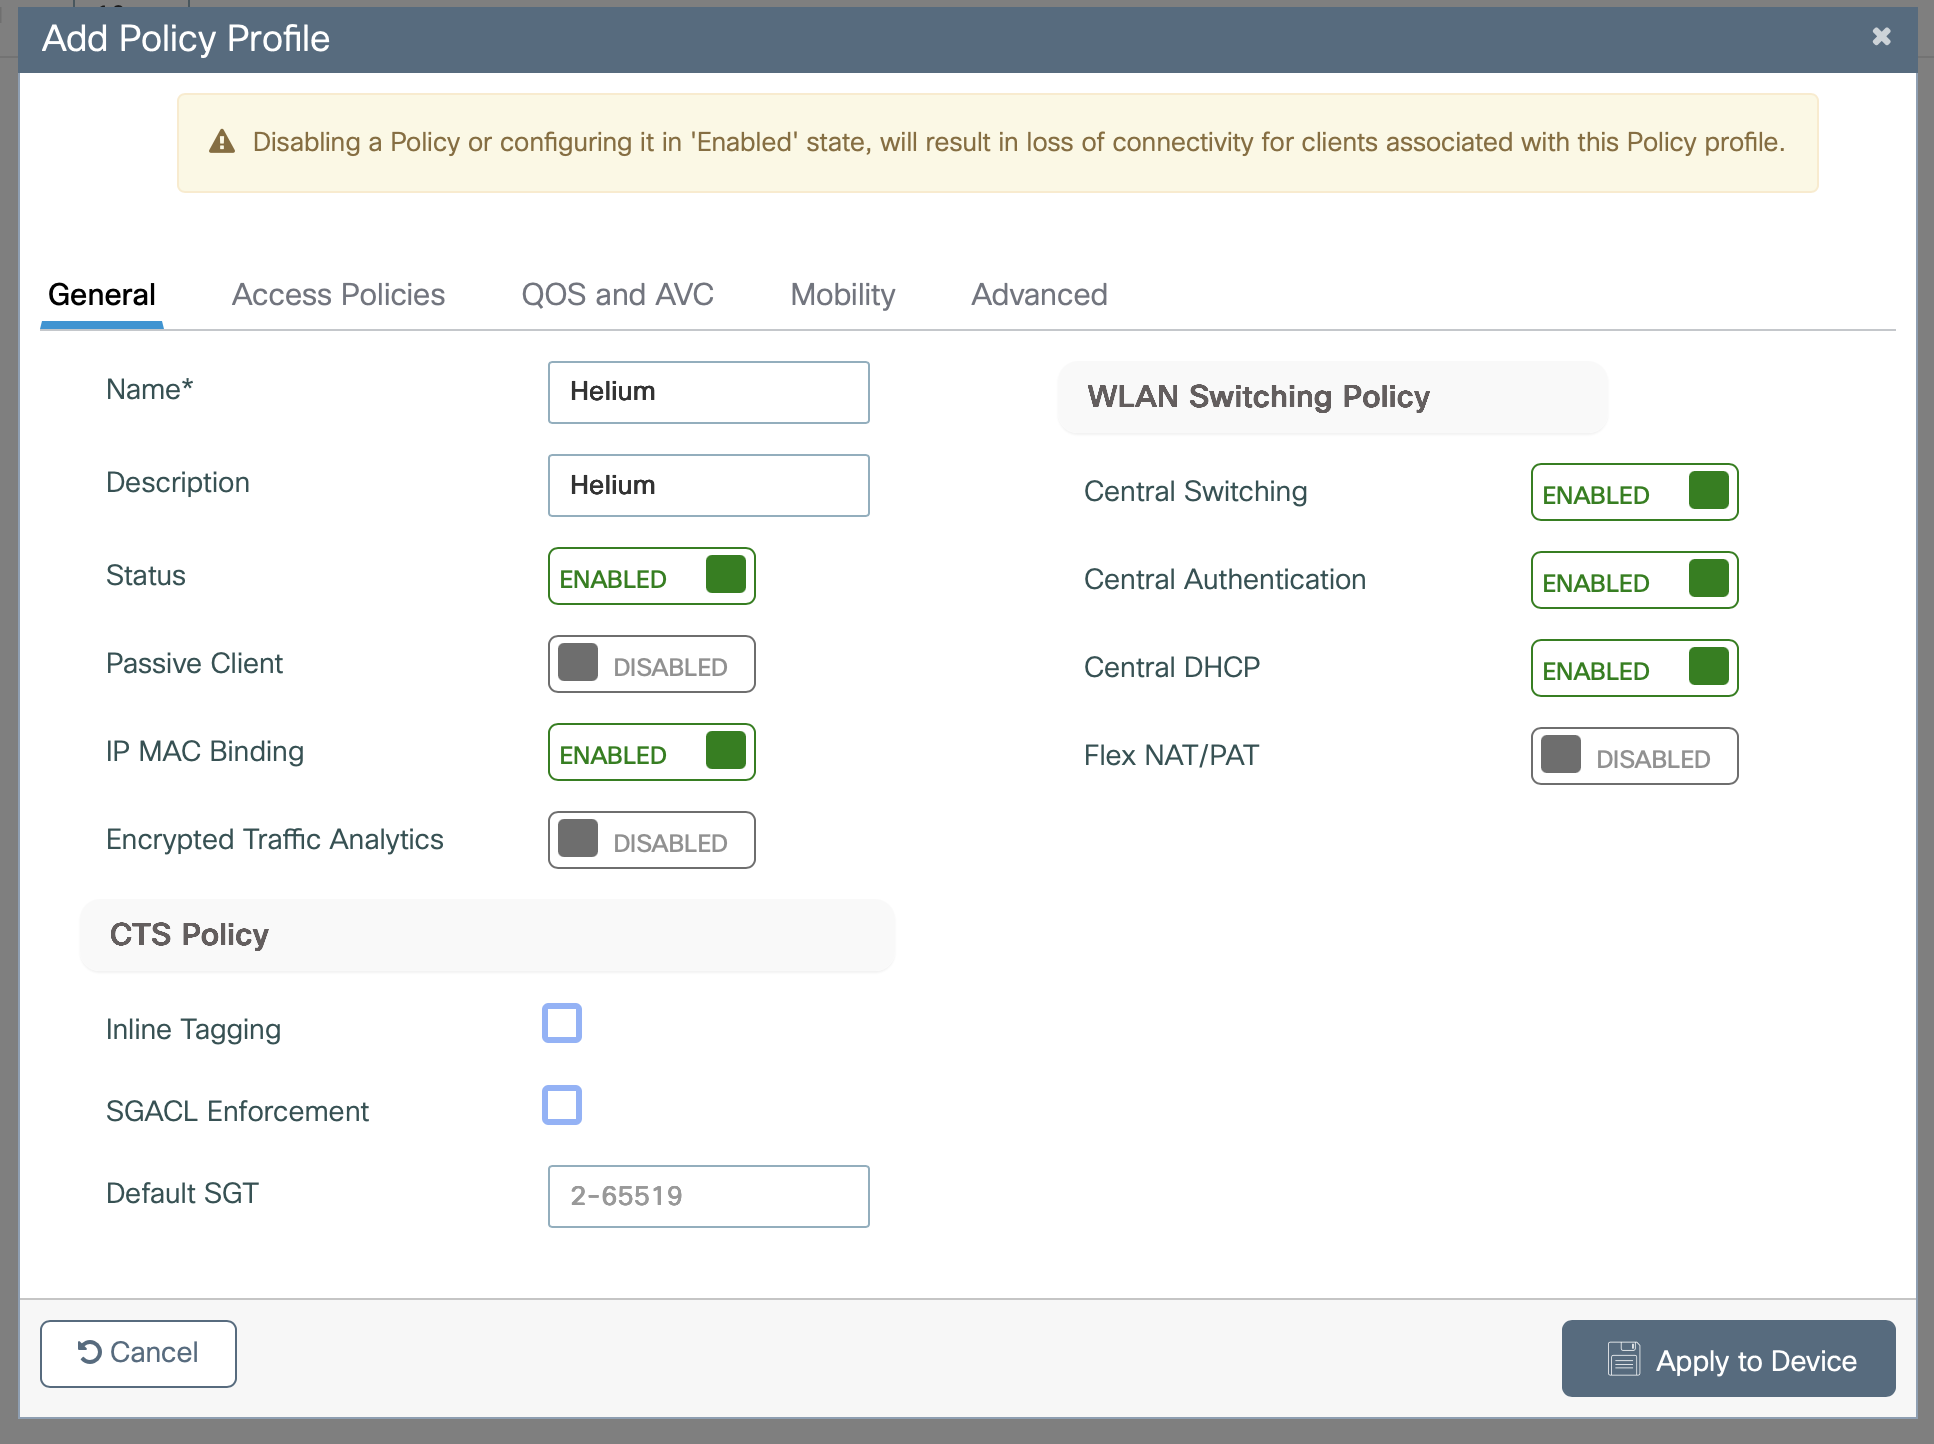 Add Policy Profile
Disabling a Policy or configuring it in 'Enabled' state, will result in loss of connectivity for clients associated with this Policy profile.
General
Access Policies
QOS and AVC
Mobility
Advanced
Name*
Helium
Description
Helium
Status
ENABLED
Passive Client
DISABLED
IP MAC Binding
ENABLED
Encrypted Traffic Analytics
DISABLED
CTS Policy
Inline Tagging
SGACL Enforcement
Default SGT
2-65519
WLAN Switching Policy
Central Switching
ENABLED
Central Authentication
ENABLED
Central DHCP
ENABLED
Flex NAT/PAT
DISABLED
Cancel
Apply to Device